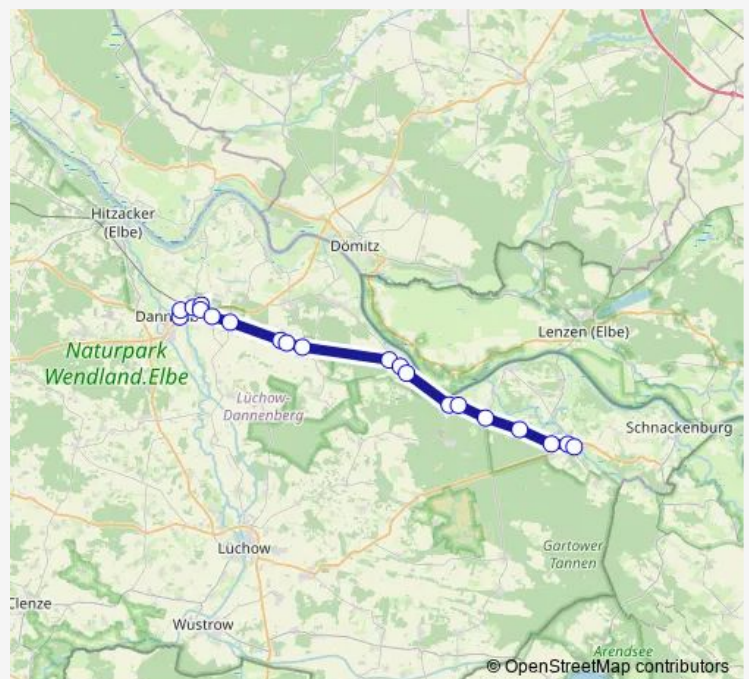 Hitzacker
(Elbe)
Dömitz
Lenzen (Elbe)
Naturpark
Wendland.Elbe
Lüchow-
Dannenberg
Schnackenburg
Lüchow
Gartower
Tannen
Clenze
Wustrow
Arendsee
© OpenStreetMap contributors